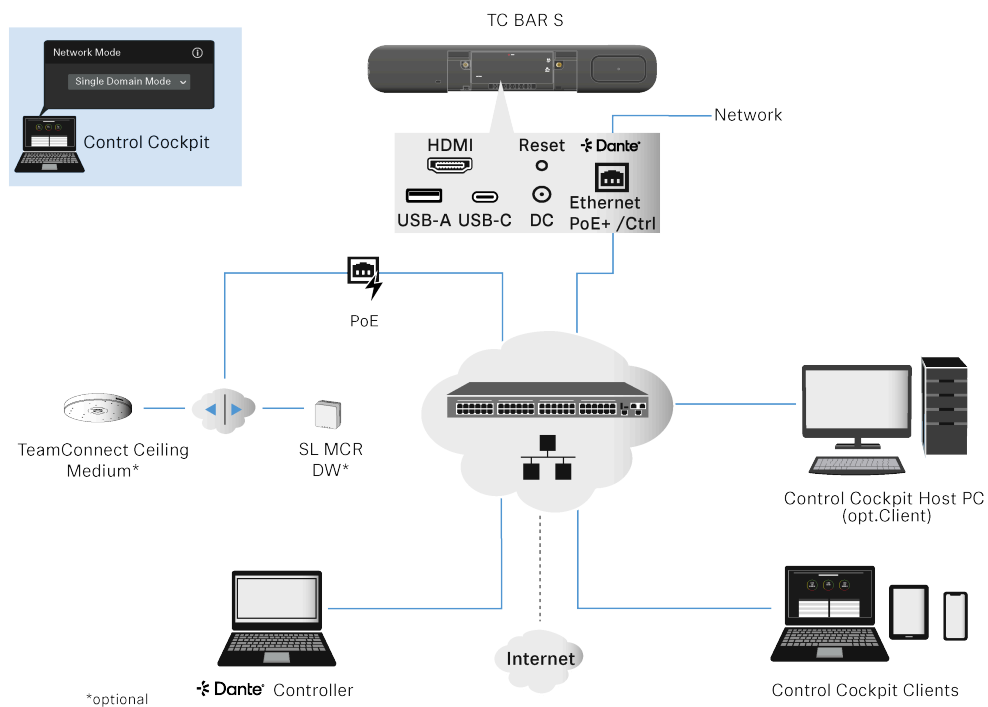 TC BAR S
Network Mode
Single Domain Mode
Control Cockpit
Network
HDMI
Reset
Dante
USB-A
USB-C
DC
Ethernet
PoE+ /Ctrl
PoE
TeamConnect Ceiling
Medium*
SL MCR
DW*
Control Cockpit Host PC
(opt.Client)
Internet
Dante Controller
Control Cockpit Clients
*optional